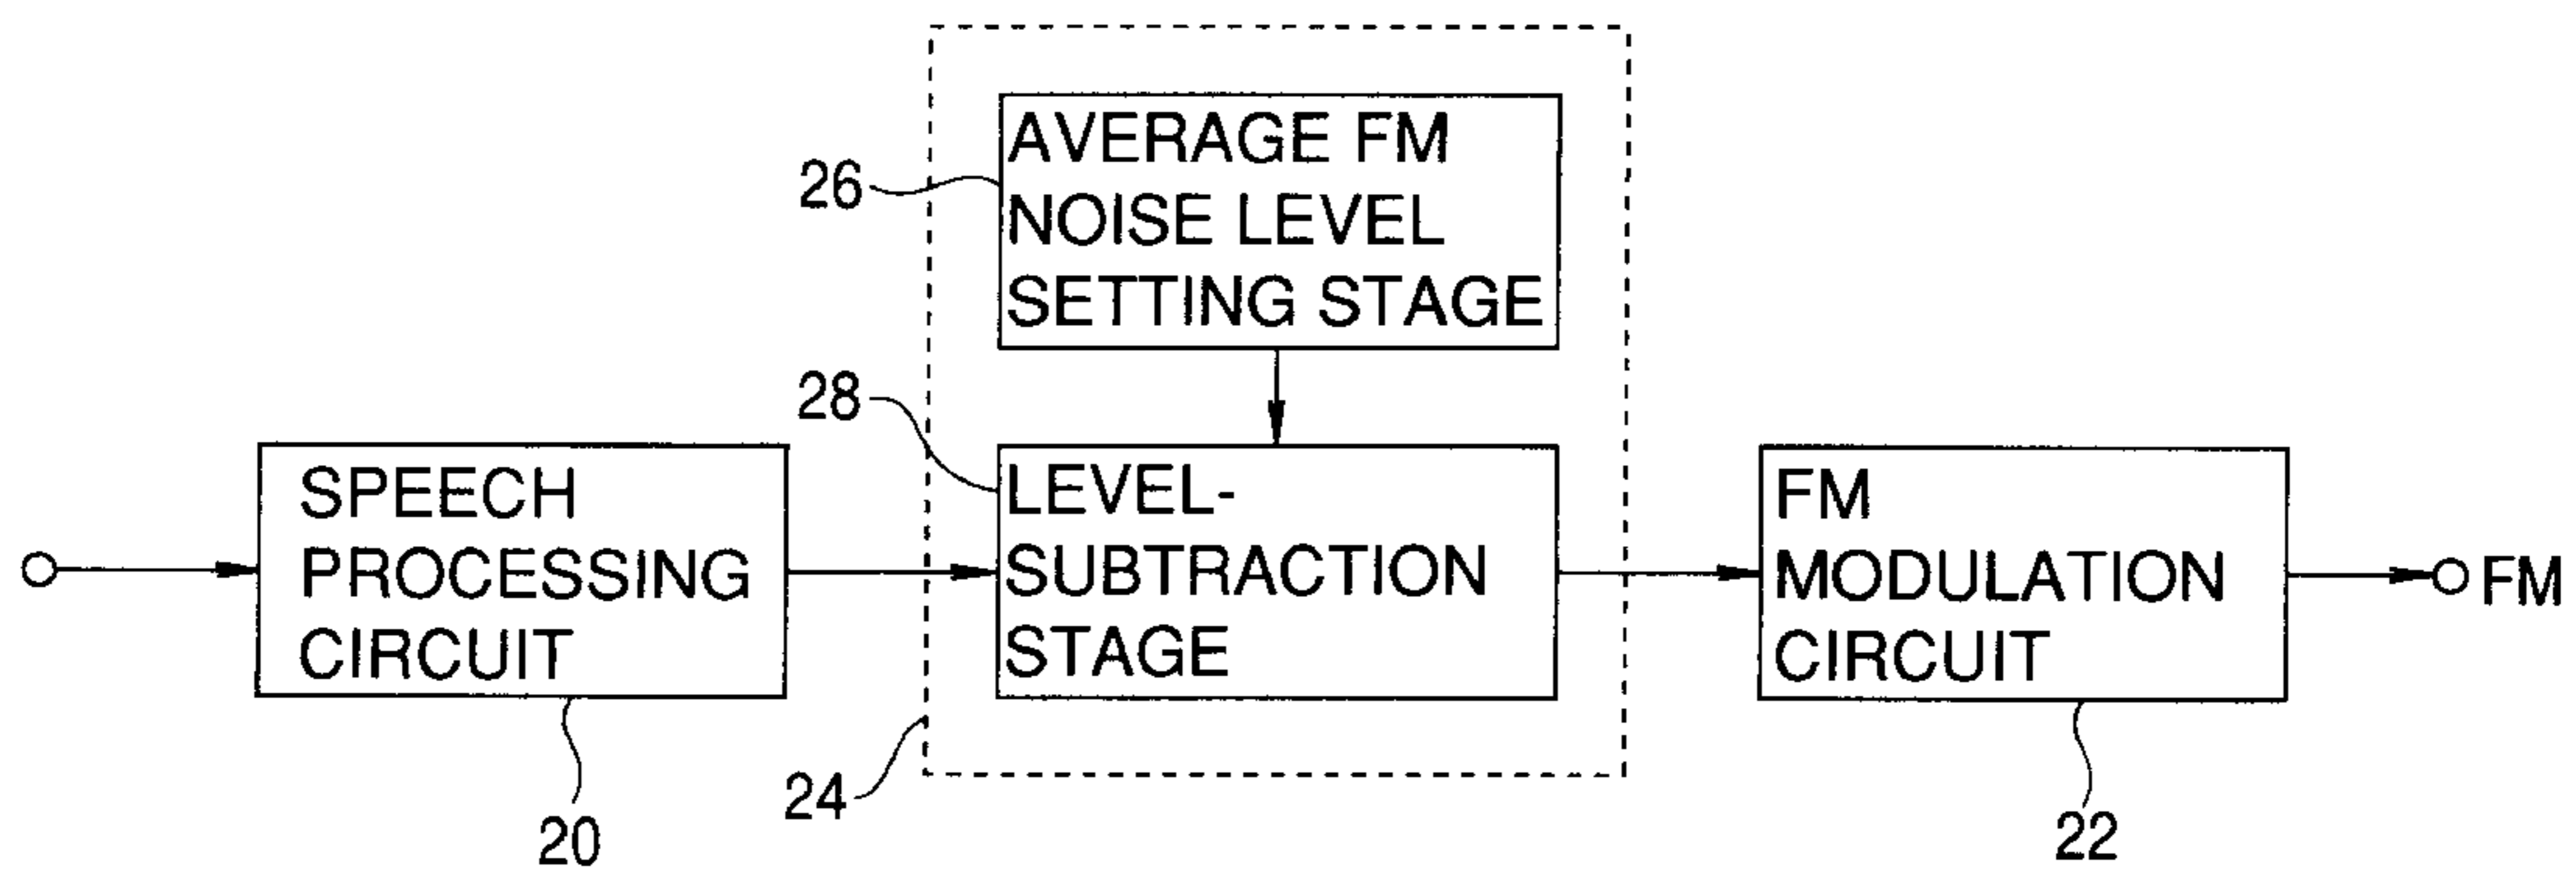 AVERAGE FM
NOISE LEVEL
SETTING STAGE
26
28
SPEECH
PROCESSING
CIRCUIT
LEVEL-
SUBTRACTION
STAGE
FM
MODULATION
CIRCUIT
FM
24
20
22